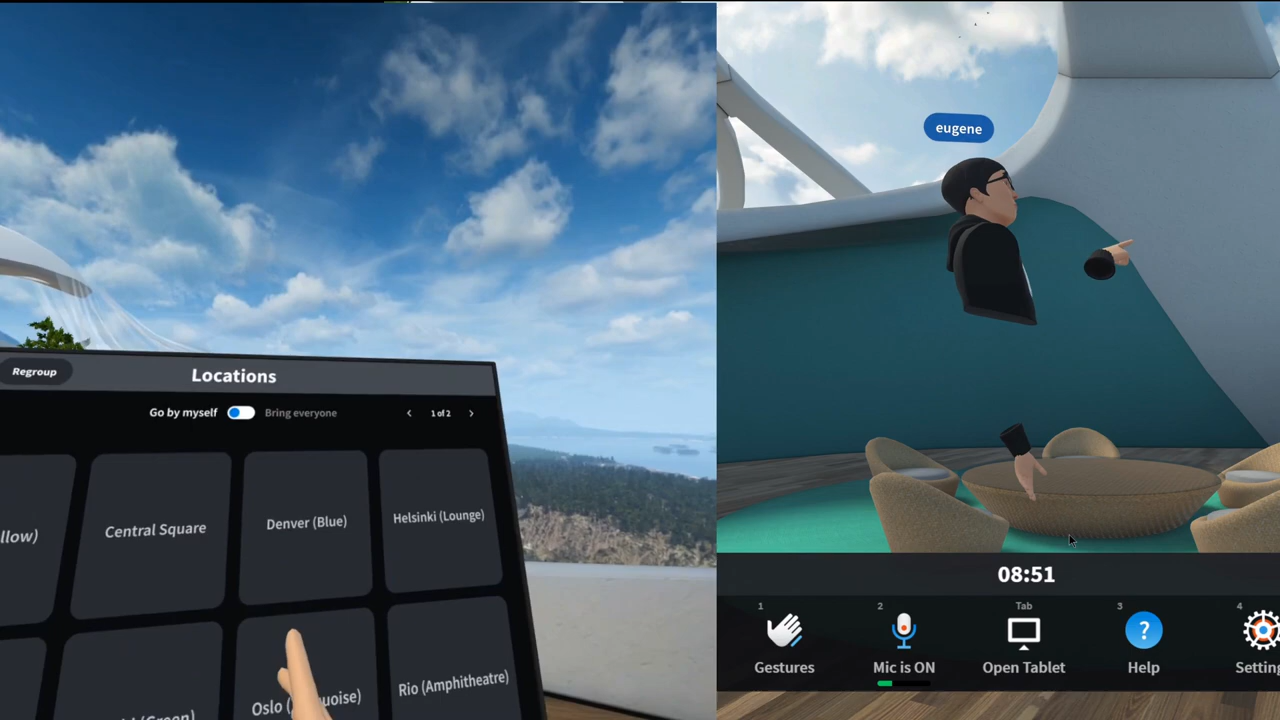 Regroup
Locations
Go by myself
Bring everyone
1 of 2
Central Square
Denver (Blue)
Helsinki (Lounge)
Oslo
Rio (Amphitheatre)
eugene
08:51
1
2
Tab
3
4
Gestures
Mic is ON
Open Tablet
?
Help